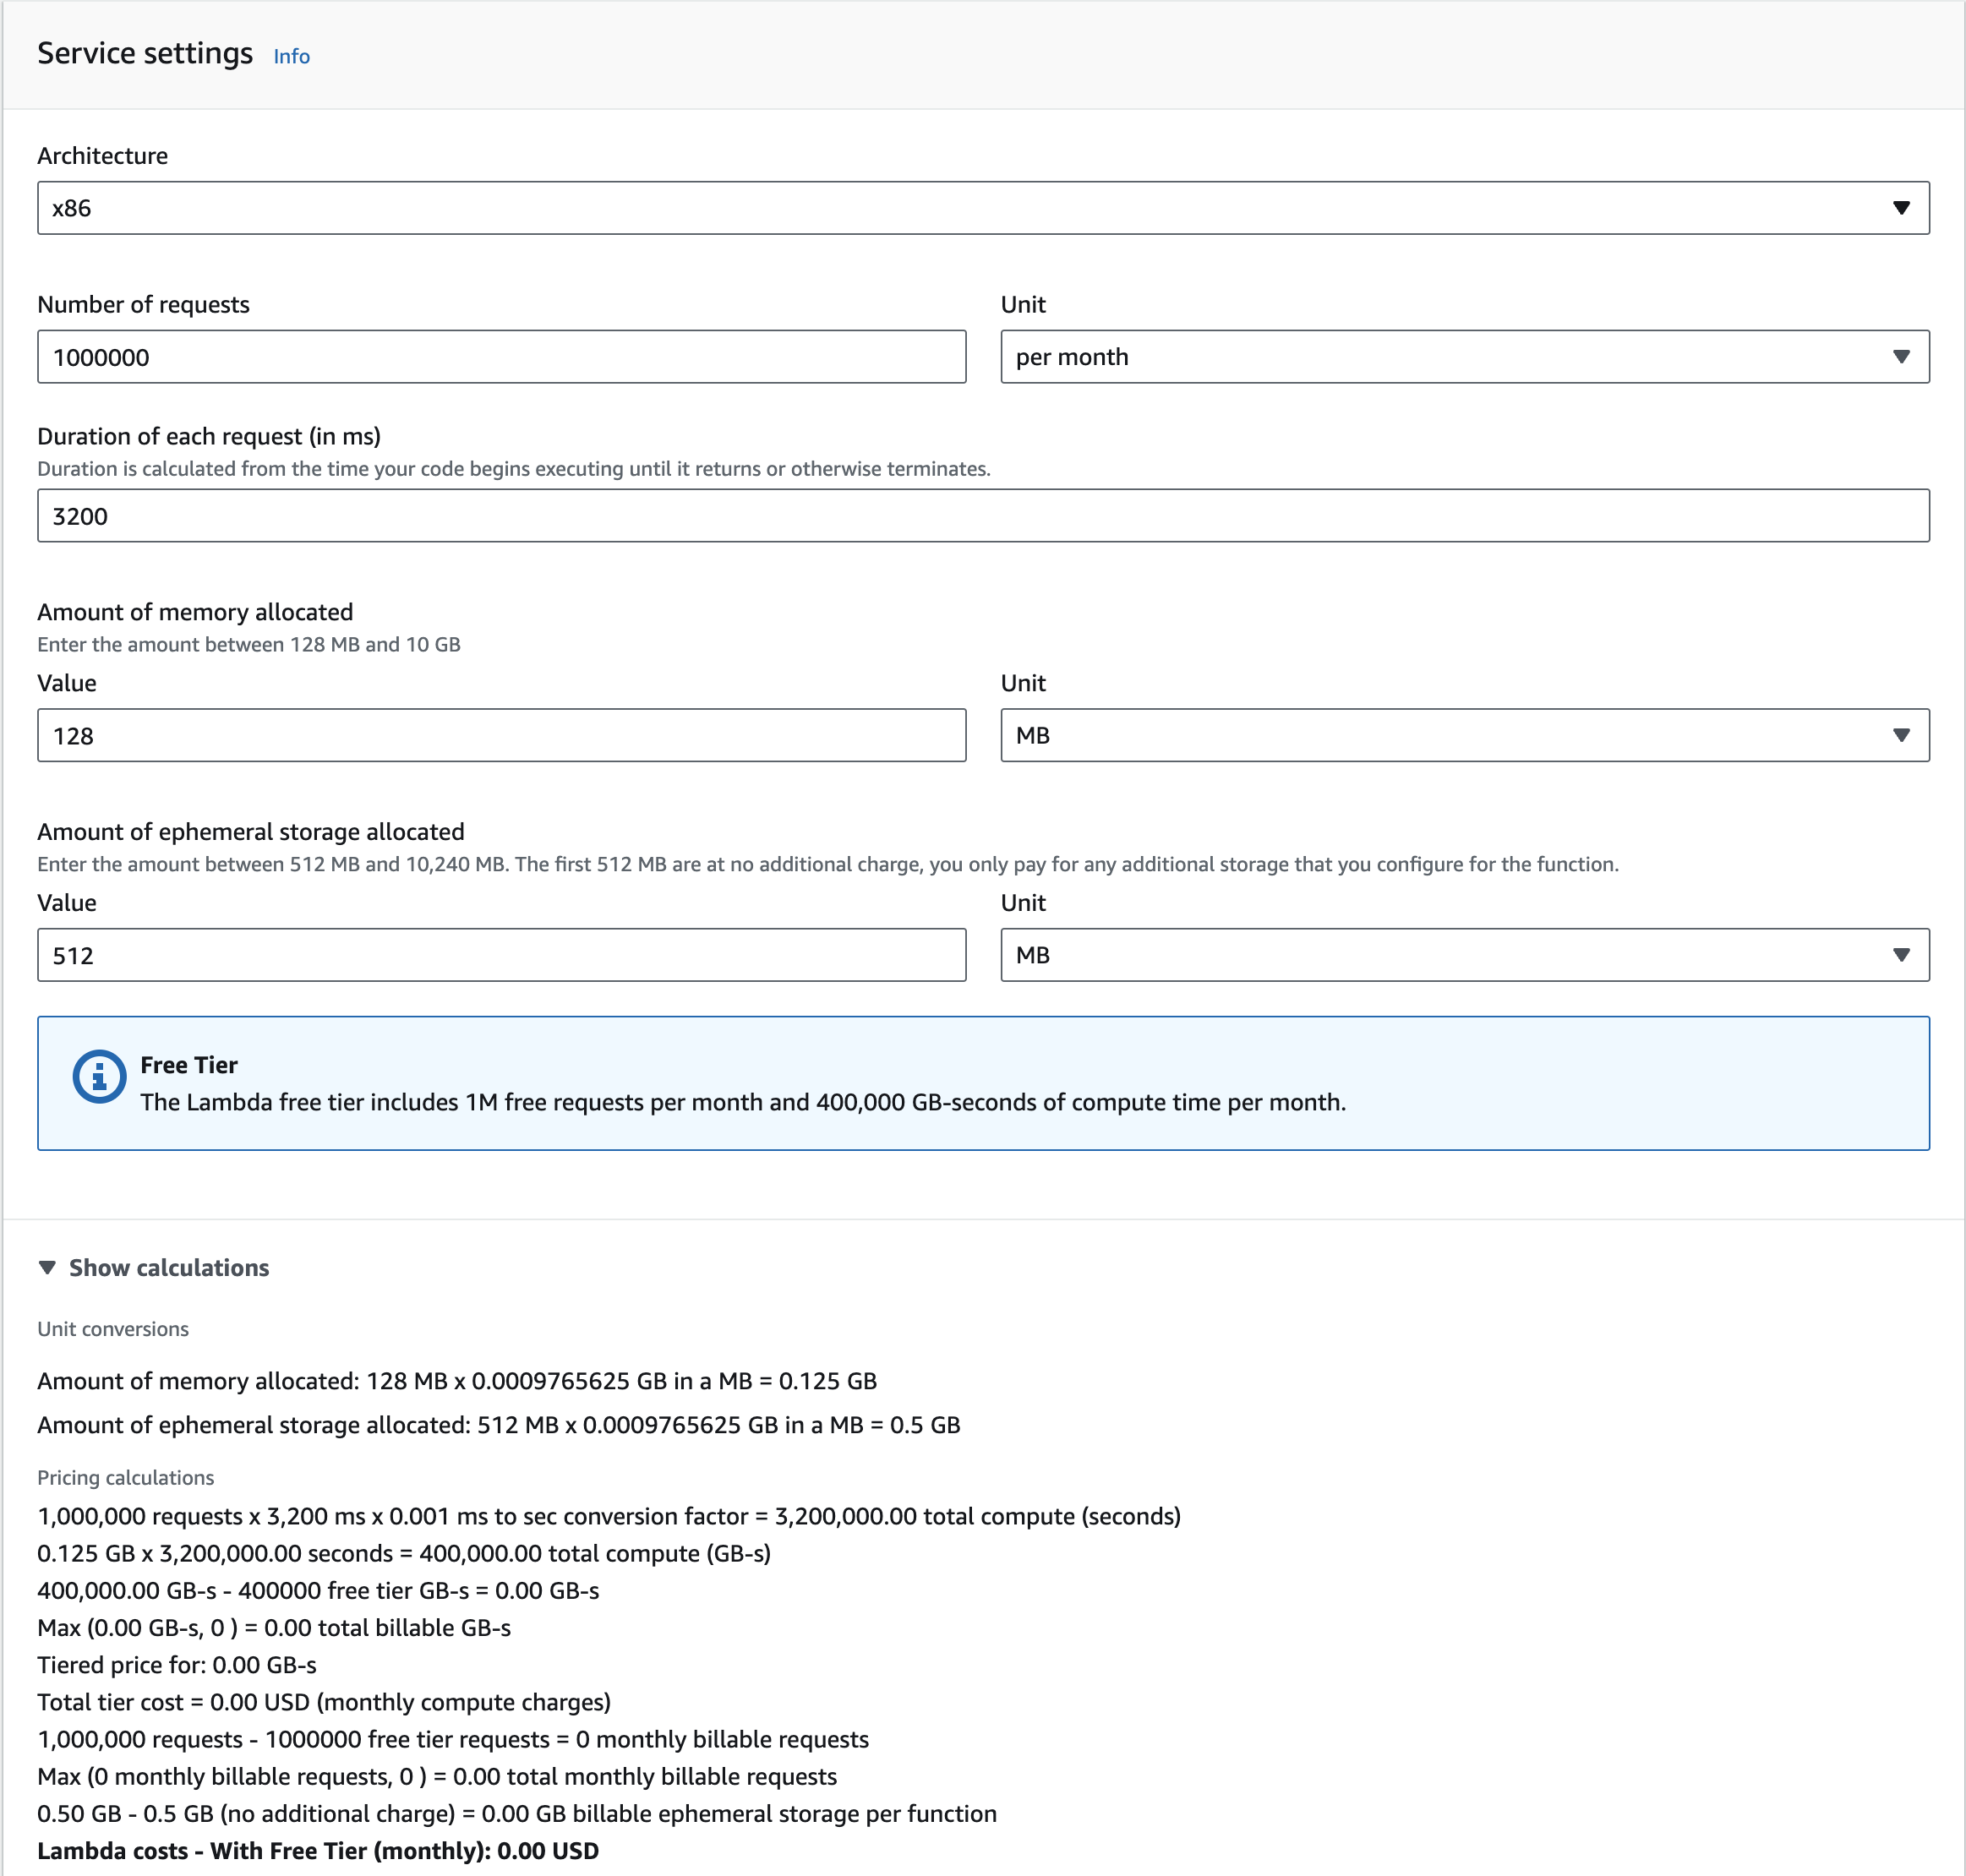 Service settings Info
Architecture
x86
Number of requests
Unit
1000000
per month
Duration of each request (in ms)
Duration is calculated from the time your code begins executing until it returns or otherwise terminates.
3200
Amount of memory allocated
Enter the amount between 128 MB and 10 GB
Value
Unit
128
MB
Amount of ephemeral storage allocated
Enter the amount between 512 MB and 10,240 MB. The first 512 MB are at no additional charge, you only pay for any additional storage that you configure for the function.
Value
Unit
512
MB
Free Tier
The Lambda free tier includes 1M free requests per month and 400,000 GB-seconds of compute time per month.
Show calculations
Unit conversions
Amount of memory allocated: 128 MB x 0.0009765625 GB in a MB = 0.125 GB
Amount of ephemeral storage allocated: 512 MB x 0.0009765625 GB in a MB = 0.5 GB
Pricing calculations
1,000,000 requests x 3,200 ms x 0.001 ms to sec conversion factor = 3,200,000.00 total compute (seconds)
0.125 GB x 3,200,000.00 seconds = 400,000.00 total compute (GB-s)
400,000.00 GB-s - 400000 free tier GB-s = 0.00 GB-s
Max (0.00 GB-s, 0 ) = 0.00 total billable GB-s
Tiered price for: 0.00 GB-s
Total tier cost = 0.00 USD (monthly compute charges)
1,000,000 requests - 1000000 free tier requests = 0 monthly billable requests
Max (0 monthly billable requests, 0 ) = 0.00 total monthly billable requests
0.50 GB - 0.5 GB (no additional charge) = 0.00 GB billable ephemeral storage per function
Lambda costs - With Free Tier (monthly): 0.00 USD